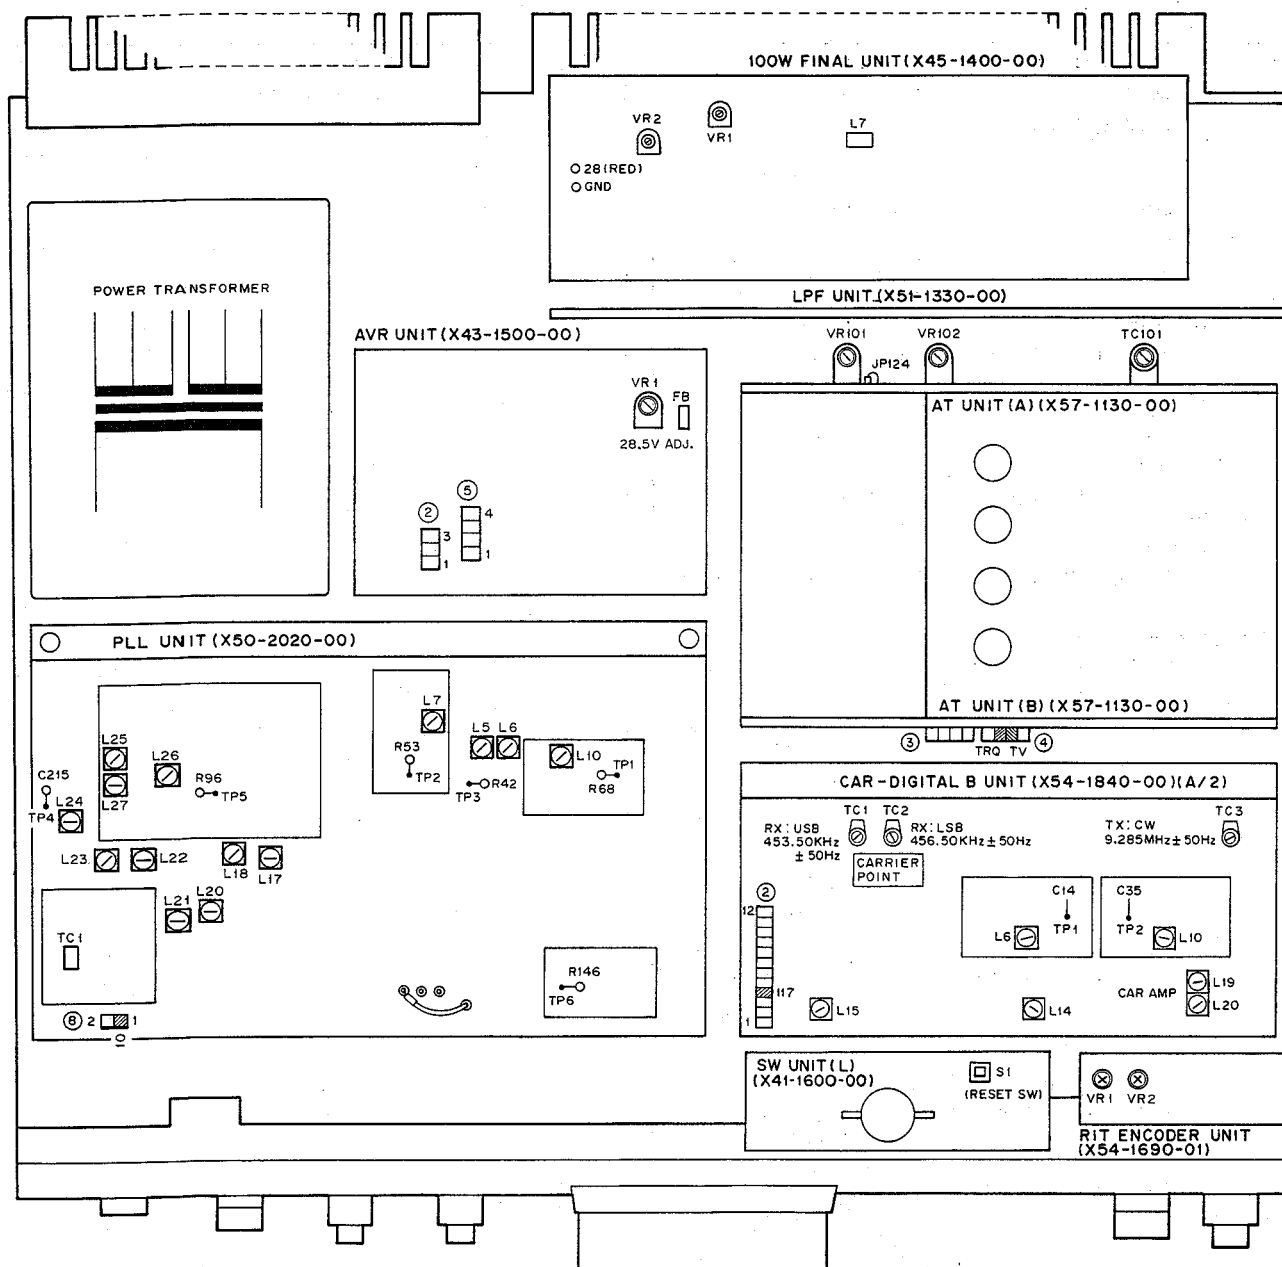 100W FINAL UNIT (X45-1400-00)
VR2
VR1
L7
28 (RED)
GND
POWER TRANSFORMER
LPF UNIT (X51-1330-00)
AVR UNIT (X43-1500-00)
VR1
FB
28.5V ADJ.
2
3
1
5
4
1
VR101
JP124
VR102
TC101
AT UNIT (A) (X57-1130-00)
AT UNIT (B) (X57-1130-00)
3
TRQ TV
4
PLL UNIT (X50-2020-00)
L7
R53
TP2
L5 L6
R42
TP3
L10
TP1
R68
L25
L26
L27
R96
TP5
C215
TP4
L24
L23
L22
L18
L17
L21
L20
TC1
R146
TP6
8
2
1
10
CAR-DIGITAL B UNIT (X54-1840-00) (A/2)
TC1 TC2
RX:USB
453.50KHz
± 50Hz
RX:LSB
456.50KHz ± 50Hz
CARRIER
POINT
TX:CW
9.285MHz ± 50Hz
TC3
2
12
117
1
C14
TP1
L6
C35
TP2
L10
L15
L14
CAR AMP
L19
L20
SW UNIT (L)
(X41-1600-00)
S1
(RESET SW)
VR1 VR2
RIT ENCODER UNIT
(X54-1690-01)